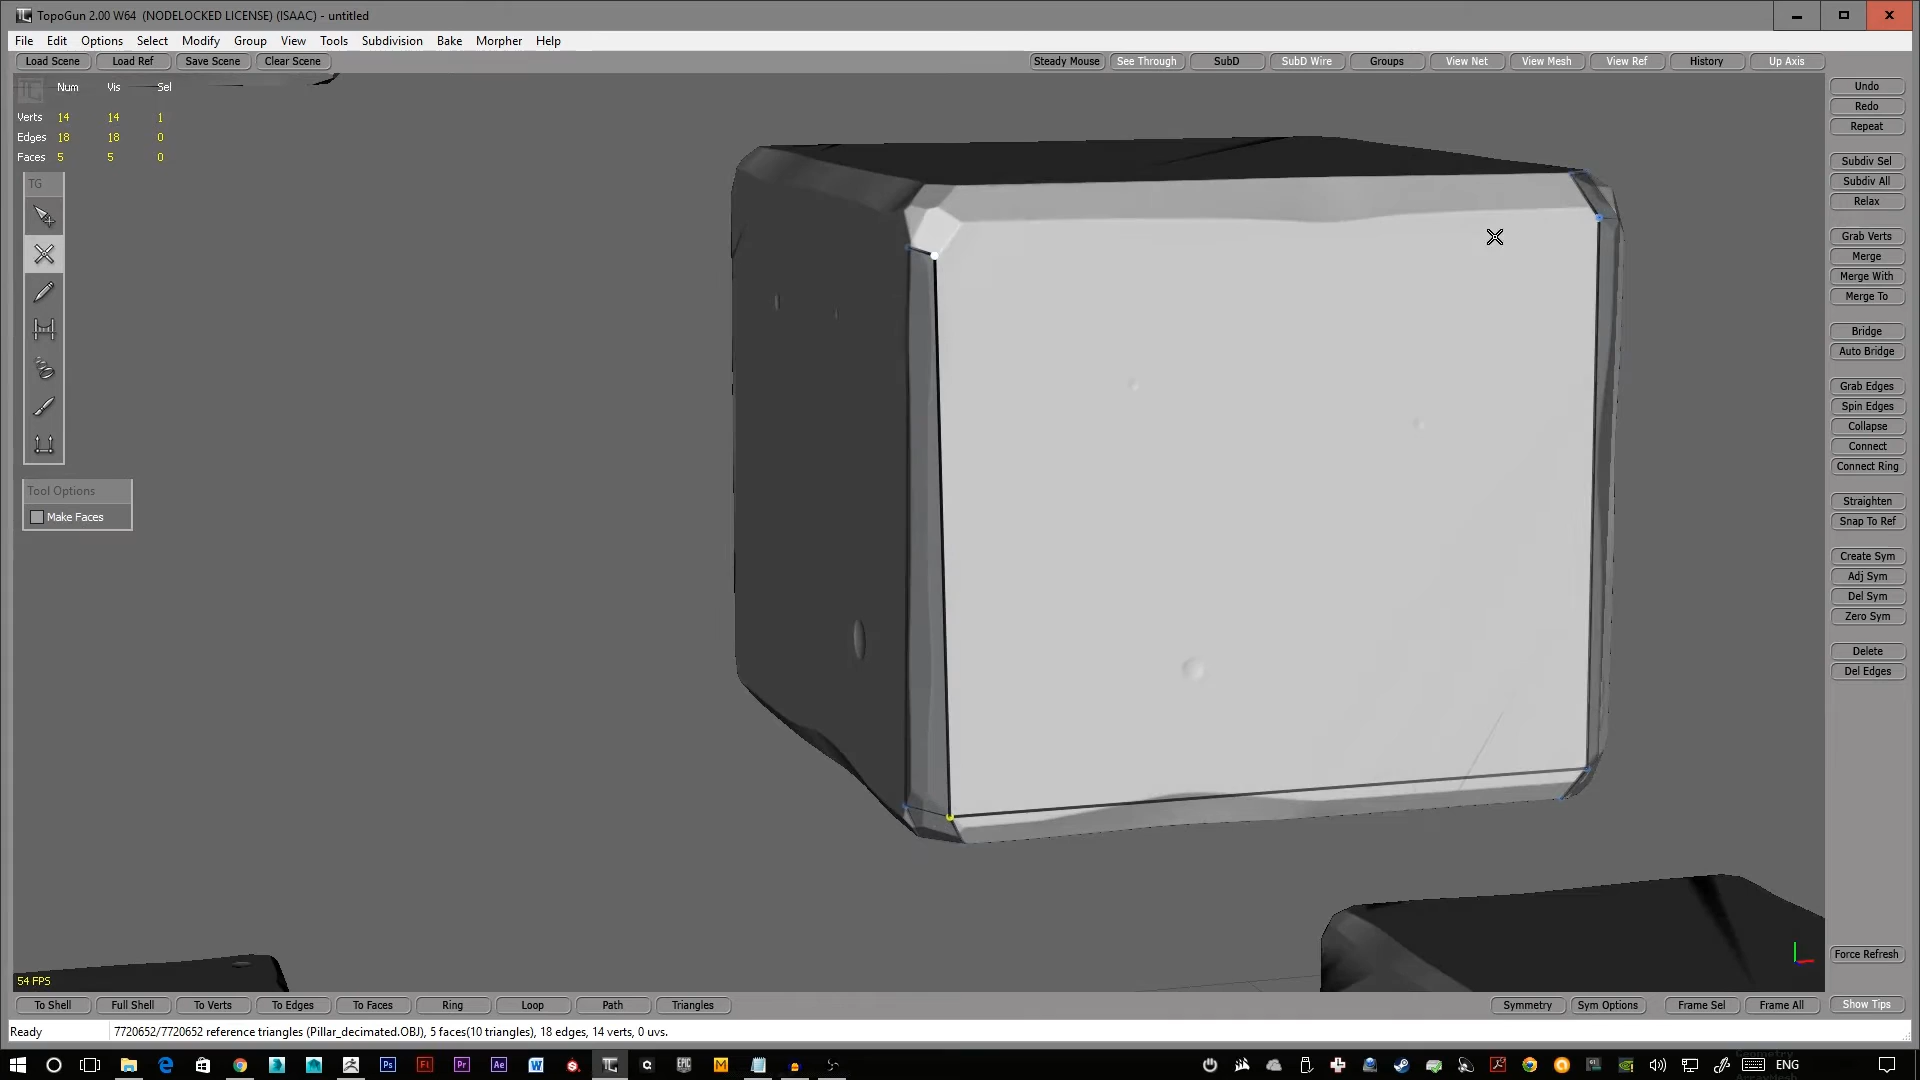 TopoGun 2.00 W64 (NODELOCKED LICENSE) (ISAAC) - untitled
File Edit Options Select Modify Group View Tools Subdivision Bake Morpher Help
Load Scene Load Ref Save Scene Clear Scene Steady Mouse See Through SubD SubD Wire Groups View Net View Mesh View Ref History Up Axis
Num Vis Sel
Verts 14 14 1
Edges 18 18 0
Faces 5 5 0
TG
Tool Options
Make Faces
Undo
Redo
Repeat
Subdiv Sel
Subdiv All
Relax
Grab Verts
Merge
Merge With
Merge To
Bridge
Auto Bridge
Grab Edges
Spin Edges
Collapse
Connect
Connect Ring
Straighten
Snap To Ref
Create Sym
Adj Sym
Del Sym
Zero Sym
Delete
Del Edges
Force Refresh
54 FPS
To Shell Full Shell To Verts To Edges To Faces Ring Loop Path Triangles Symmetry Sym Options Frame Sel Frame All Show Tips
Ready 7720652/7720652 reference triangles (Pillar_decimated.OBJ), 5 faces(10 triangles), 18 edges, 14 verts, 0 uvs.
Ps Fl Pr Ae W EPIC M ENG